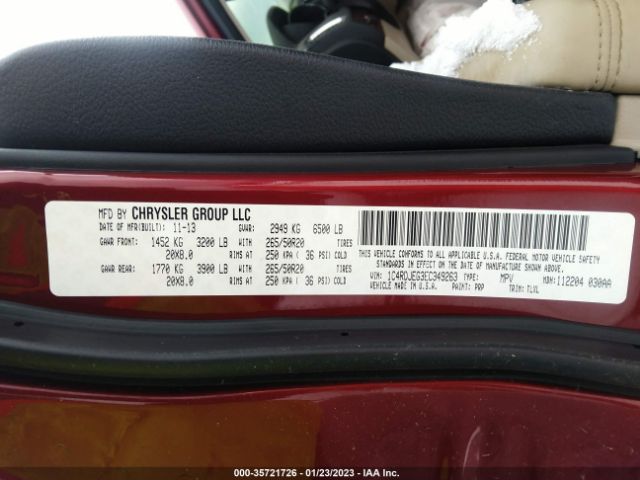 MFD BY CHRYSLER GROUP LLC
DATE OF MFR(BUILT): 11-13 GVWR: 2949 KG 6500 LB
GAWR FRONT: 1452 KG 3200 LB WITH 265/50R20 TIRES
20X8.0 RIMS AT 250 KPA ( 36 PSI) COLD
GAWR REAR: 1770 KG 3900 LB WITH 265/50R20 TIRES
20X8.0 RIMS AT 250 KPA ( 36 PSI) COLD
THIS VEHICLE CONFORMS TO ALL APPLICABLE U.S.A. FEDERAL MOTOR VEHICLE SAFETY
STANDARDS IN EFFECT ON THE DATE OF MANUFACTURE SHOWN ABOVE.
VIN: 1C4RDJEG3EC349263 TYPE: MPV MDH: 112204 030AA
VEHICLE MADE IN U.S.A. PAINT: PRP TRIM: TLXL
00-35721726 - 01/23/2023 - IAA Inc.